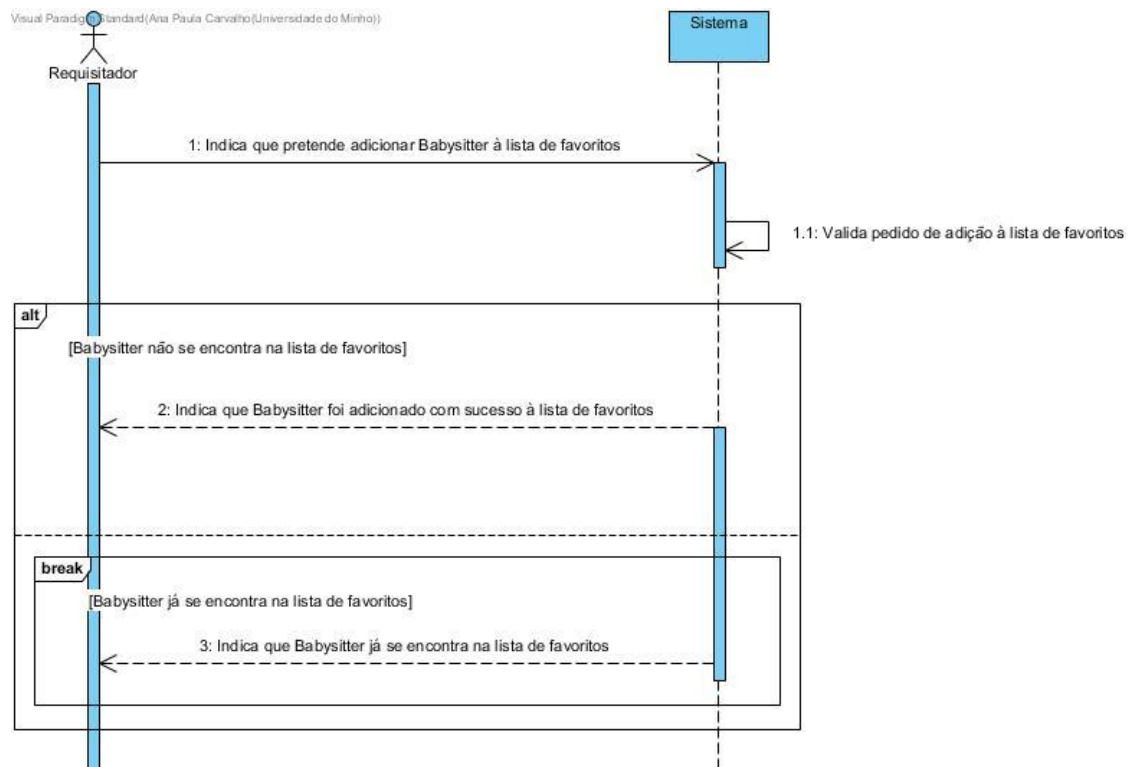 Visual Paradigm Standard(Ana Paula Carvalho(Universidade do Minho))
Sistema
Requisitador
1: Indica que pretende adicionar Babysitter à lista de favoritos
1.1: Valida pedido de adição à lista de favoritos
alt
[Babysitter não se encontra na lista de favoritos]
2: Indica que Babysitter foi adicionado com sucesso à lista de favoritos
break
[Babysitter já se encontra na lista de favoritos]
3: Indica que Babysitter já se encontra na lista de favoritos